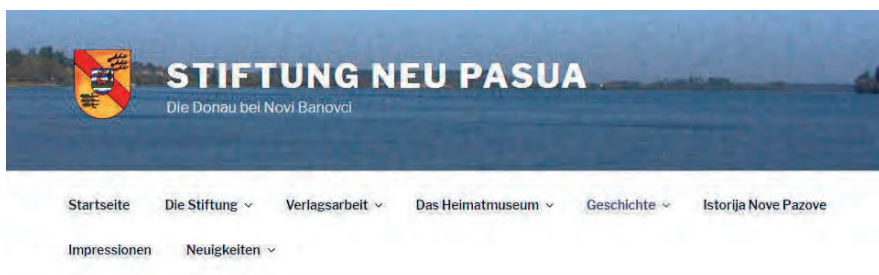 STIFTUNG NEU PASUA
Die Donau bei Novi Banovci
Startseite Die Stiftung Verlagsarbeit Das Heimatmuseum Geschichte Istorija Nove Pazove
Impressionen Neuigkeiten